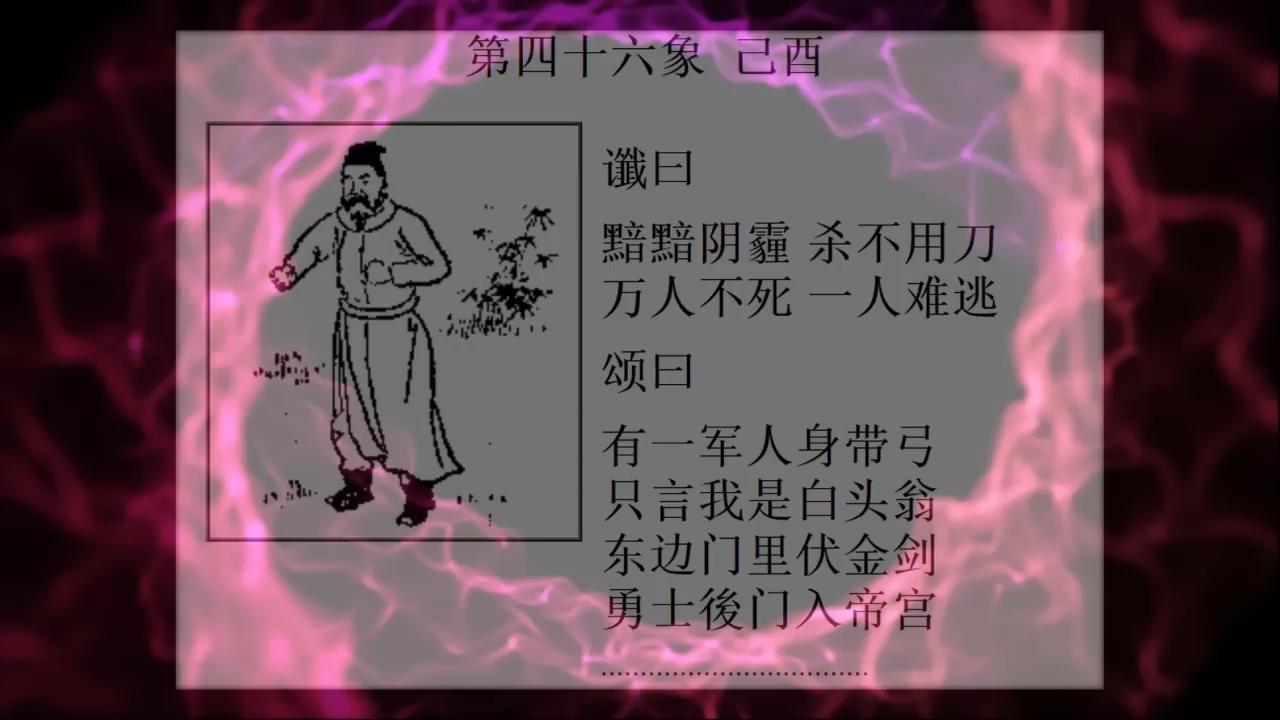 第四十六象 己酉
谶曰
黯黯阴霾 杀不用刀
万人不死 一人难逃
颂曰
有一军人身带弓
只言我是白头翁
东边门里伏金剑
勇士後门入帝宫